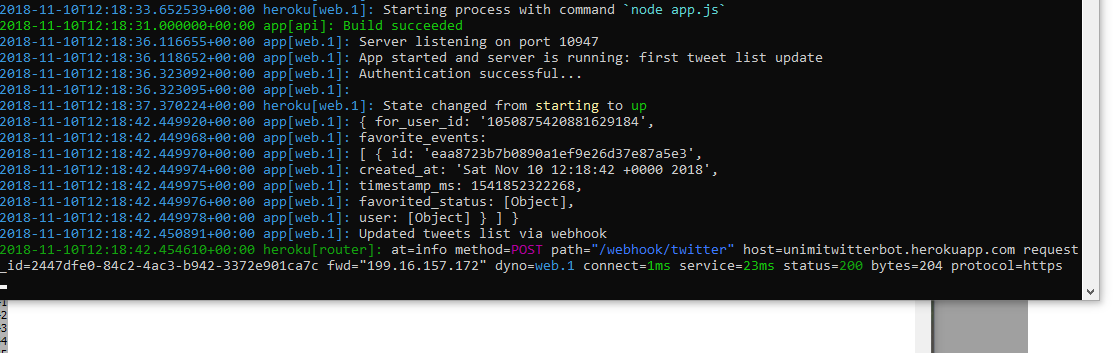 2018-11-10T12:18:33.652539+00:00 heroku[web.1]: Starting process with command `node app.js`
2018-11-10T12:18:31.000000+00:00 app[api]: Build succeeded
2018-11-10T12:18:36.116655+00:00 app[web.1]: Server listening on port 10947
2018-11-10T12:18:36.118652+00:00 app[web.1]: App started and server is running: first tweet list update
2018-11-10T12:18:36.323092+00:00 app[web.1]: Authentication successful...
2018-11-10T12:18:36.323095+00:00 app[web.1]:
2018-11-10T12:18:37.370224+00:00 heroku[web.1]: State changed from starting to up
2018-11-10T12:18:42.449920+00:00 app[web.1]: { for_user_id: '1050875420881629184',
2018-11-10T12:18:42.449968+00:00 app[web.1]: favorite_events:
2018-11-10T12:18:42.449970+00:00 app[web.1]: [ { id: 'eaa8723b7b0890a1ef9e26d37e87a5e3',
2018-11-10T12:18:42.449974+00:00 app[web.1]: created_at: 'Sat Nov 10 12:18:42 +0000 2018',
2018-11-10T12:18:42.449975+00:00 app[web.1]: timestamp_ms: 1541852322268,
2018-11-10T12:18:42.449976+00:00 app[web.1]: favorited_status: [Object],
2018-11-10T12:18:42.449978+00:00 app[web.1]: user: [Object] } ] }
2018-11-10T12:18:42.450891+00:00 app[web.1]: Updated tweets list via webhook
2018-11-10T12:18:42.454610+00:00 heroku[router]: at=info method=POST path="/webhook/twitter" host=unimitwitterbot.herokuapp.com request
_id=2447dfe0-84c2-4ac3-b942-3372e901ca7c fwd="199.16.157.172" dyno=web.1 connect=1ms service=23ms status=200 bytes=204 protocol=https